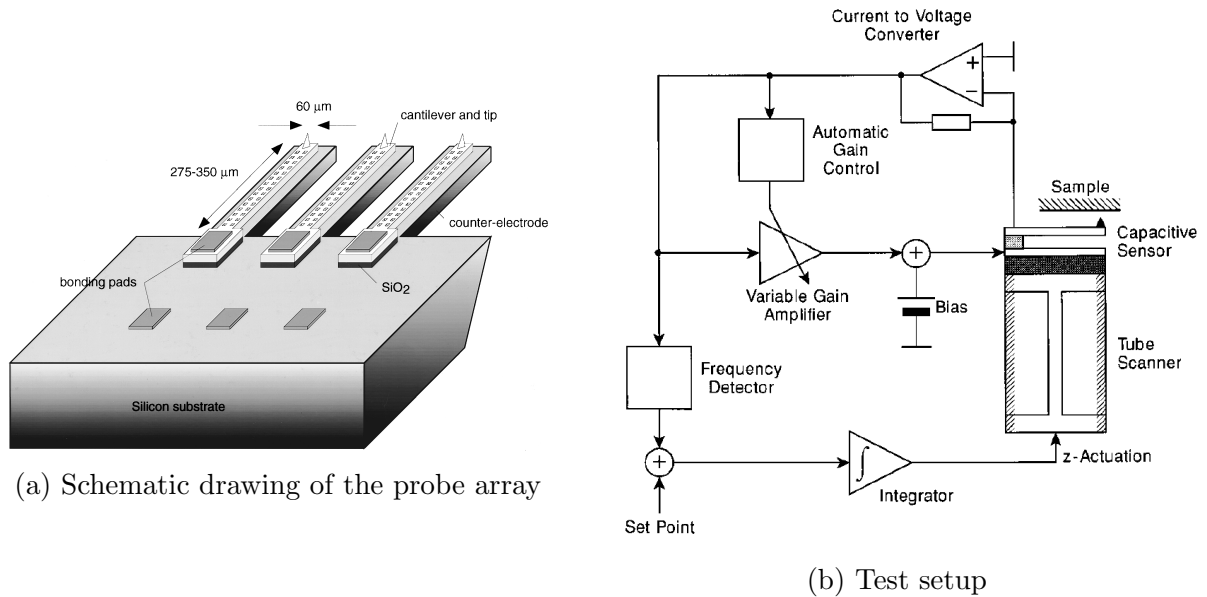 60 µm
cantilever and tip
275-350 µm
counter-electrode
bonding pads
SiO2
Silicon substrate
(a) Schematic drawing of the probe array
Current to Voltage
Converter
+
−
Automatic
Gain
Control
Sample
Capacitive
Sensor
+
Variable Gain
Amplifier
Bias
Tube
Scanner
Frequency
Detector
+
∫
z-Actuation
Integrator
Set Point
(b) Test setup